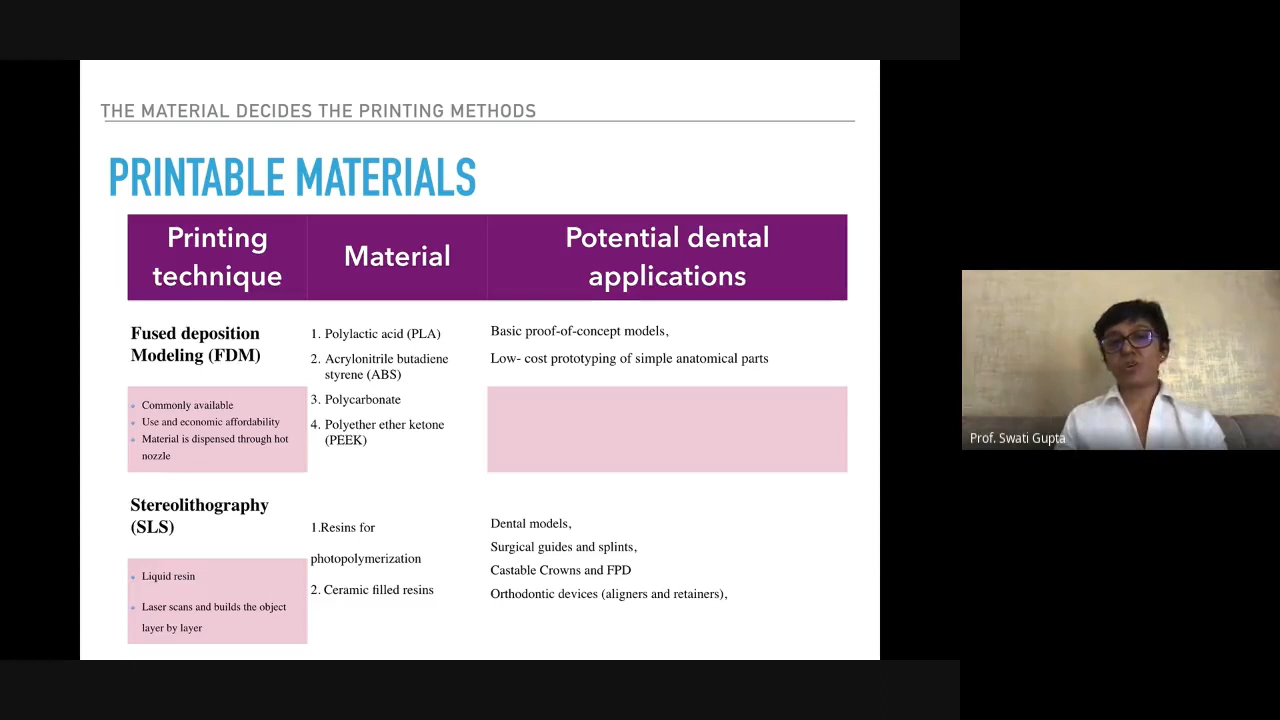 THE MATERIAL DECIDES THE PRINTING METHODS
PRINTABLE MATERIALS
Printing technique
Material
Potential dental applications
Fused deposition
Modeling (FDM)
Commonly available
Use and economic affordability
Material is dispensed through hot
nozzle
1. Polylactic acid (PLA)
2. Acrylonitrile butadiene
styrene (ABS)
3. Polycarbonate
4. Polyether ether ketone
(PEEK)
Basic proof-of-concept models,
Low- cost prototyping of simple anatomical parts
Stereolithography
(SLS)
Liquid resin
Laser scans and builds the object
layer by layer
1.Resins for
photopolymerization
2. Ceramic filled resins
Dental models,
Surgical guides and splints,
Castable Crowns and FPD
Orthodontic devices (aligners and retainers),
Prof. Swati Gupta